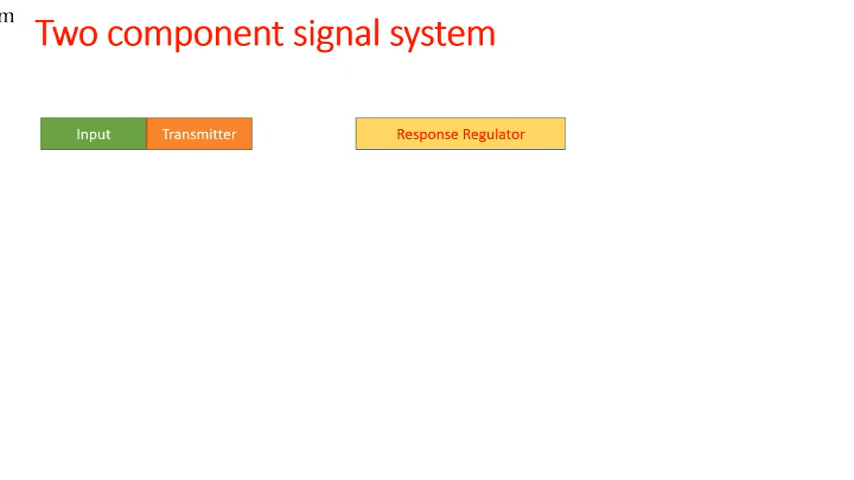 m
Two component signal system
Input Transmitter Response Regulator